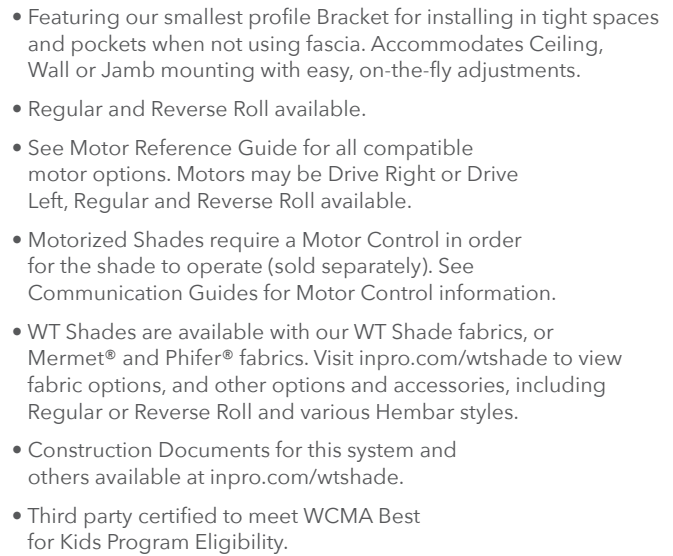 • Featuring our smallest profile Bracket for installing in tight spaces
and pockets when not using fascia. Accommodates Ceiling,
Wall or Jamb mounting with easy, on-the-fly adjustments.
• Regular and Reverse Roll available.
• See Motor Reference Guide for all compatible
motor options. Motors may be Drive Right or Drive
Left, Regular and Reverse Roll available.
• Motorized Shades require a Motor Control in order
for the shade to operate (sold separately). See
Communication Guides for Motor Control information.
• WT Shades are available with our WT Shade fabrics, or
Mermet® and Phifer® fabrics. Visit inpro.com/wtshade to view
fabric options, and other options and accessories, including
Regular or Reverse Roll and various Hembar styles.
• Construction Documents for this system and
others available at inpro.com/wtshade.
• Third party certified to meet WCMA Best
for Kids Program Eligibility.